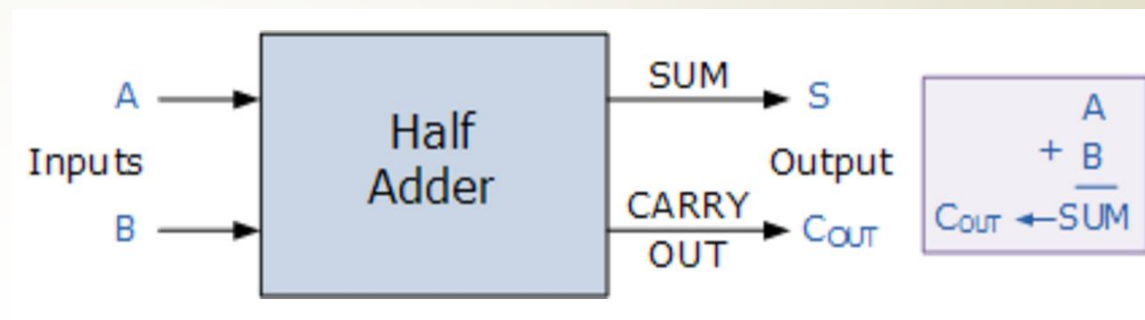 A
Inputs
B
Half
Adder
SUM
S
Output
CARRY
OUT
COUT
A
+ B
COUT ←SUM